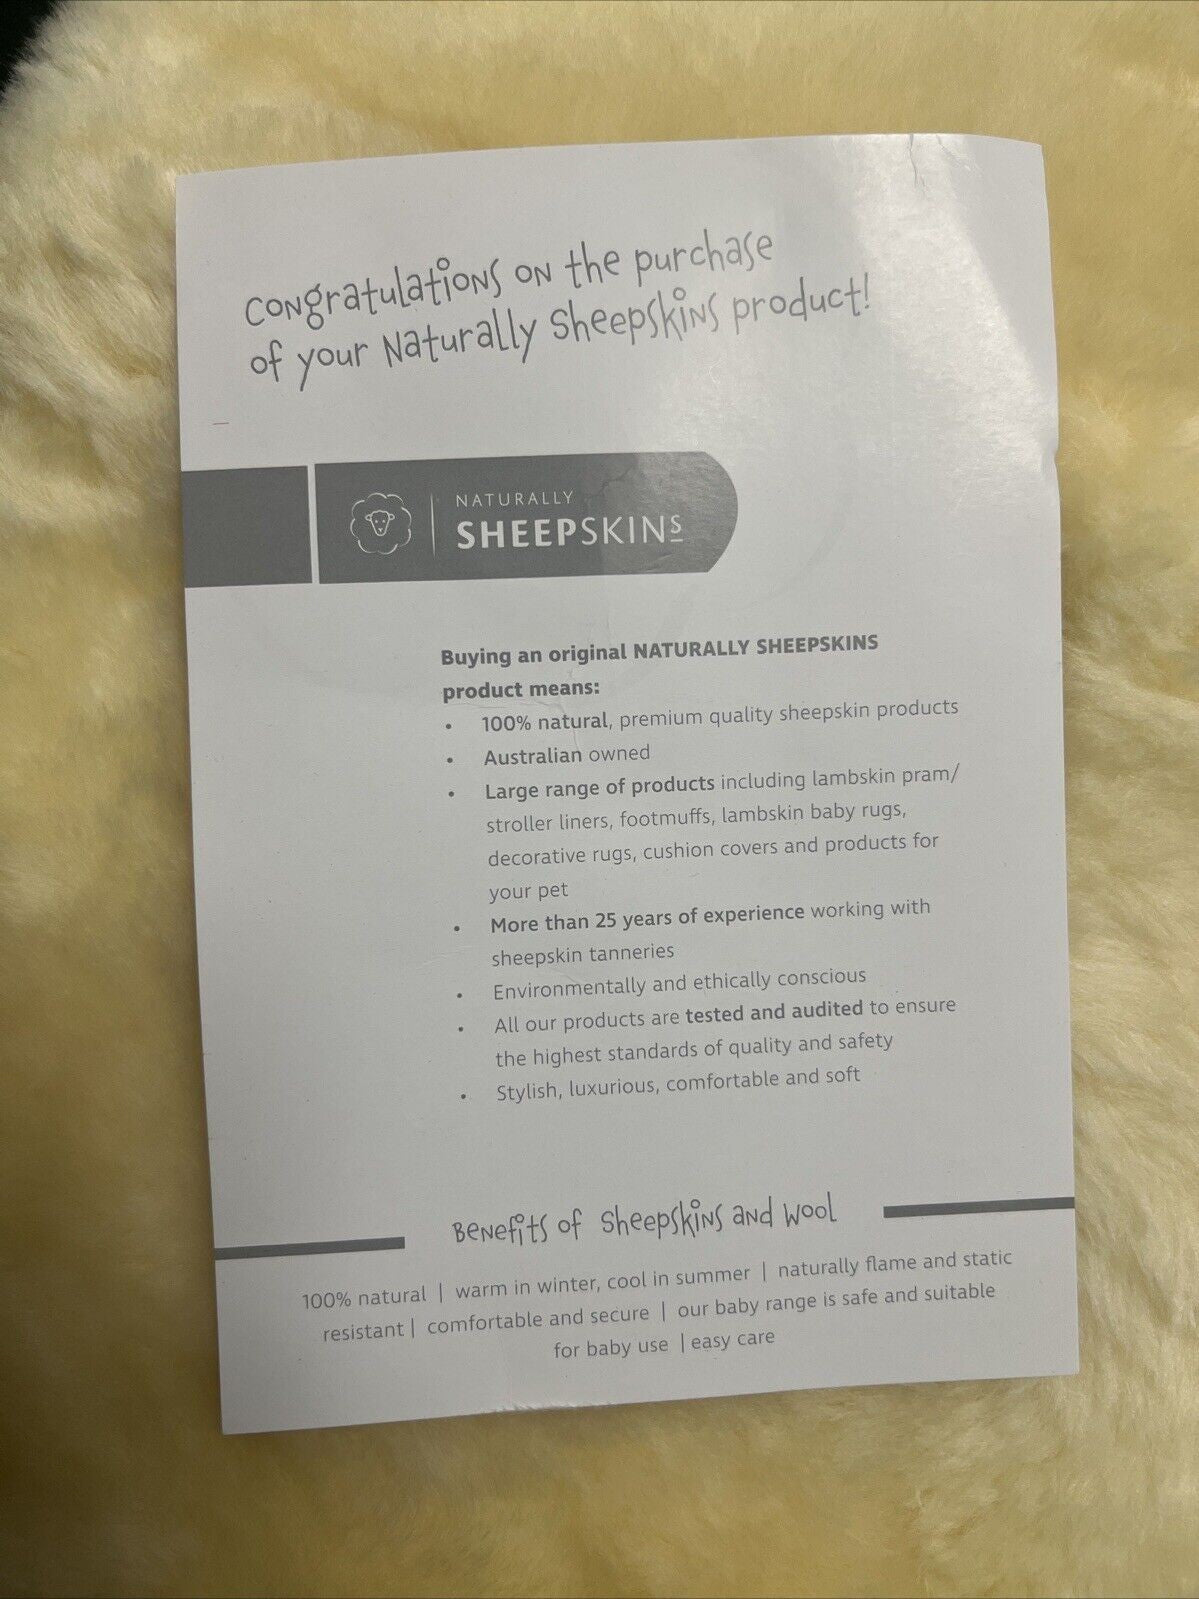 Congratulations on the purchase
of your Naturally Sheepskins product!
NATURALLY
SHEEPSKINS
Buying an original NATURALLY SHEEPSKINS
product means:
• 100% natural, premium quality sheepskin products
• Australian owned
• Large range of products including lambskin pram/
stroller liners, footmuffs, lambskin baby rugs,
decorative rugs, cushion covers and products for
your pet
• More than 25 years of experience working with
sheepskin tanneries
• Environmentally and ethically conscious
• All our products are tested and audited to ensure
the highest standards of quality and safety
• Stylish, luxurious, comfortable and soft
Benefits of Sheepskins and Wool
100% natural | warm in winter, cool in summer | naturally flame and static
resistant | comfortable and secure | our baby range is safe and suitable
for baby use | easy care